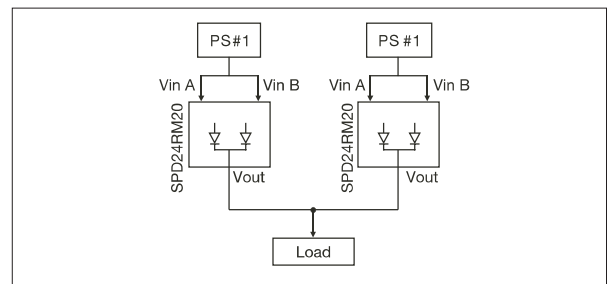 PS#1 PS #1
Vin A Vin B Vin A Vin B
SPD24RM20 SPD24RM20
Vout Vout
Load